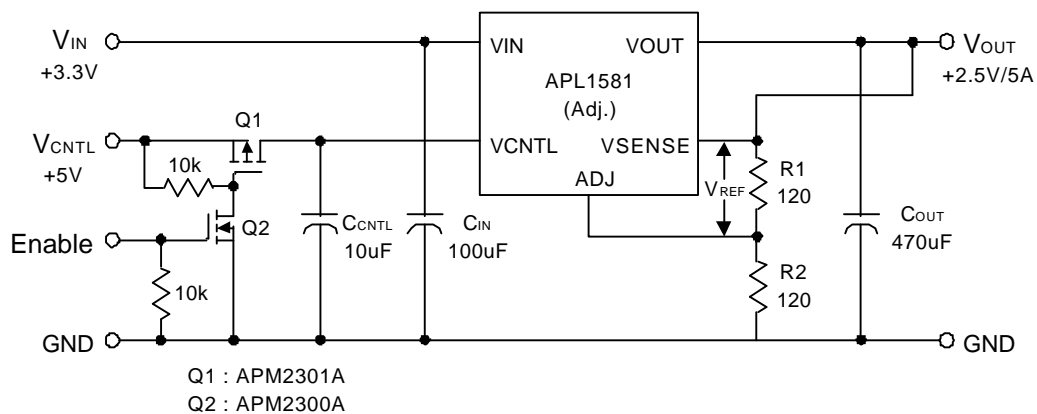 VIN
+3.3V
VCNTL
+5V
Enable
GND
10k
10k
Q1
Q2
CCNTL
10uF
CIN
100uF
VIN
VOUT
APL1581
(Adj.)
VCNTL
VSENSE
ADJ
VREF
R1
120
R2
120
COUT
470uF
VOUT
+2.5V/5A
GND
Q1 : APM2301A
Q2 : APM2300A